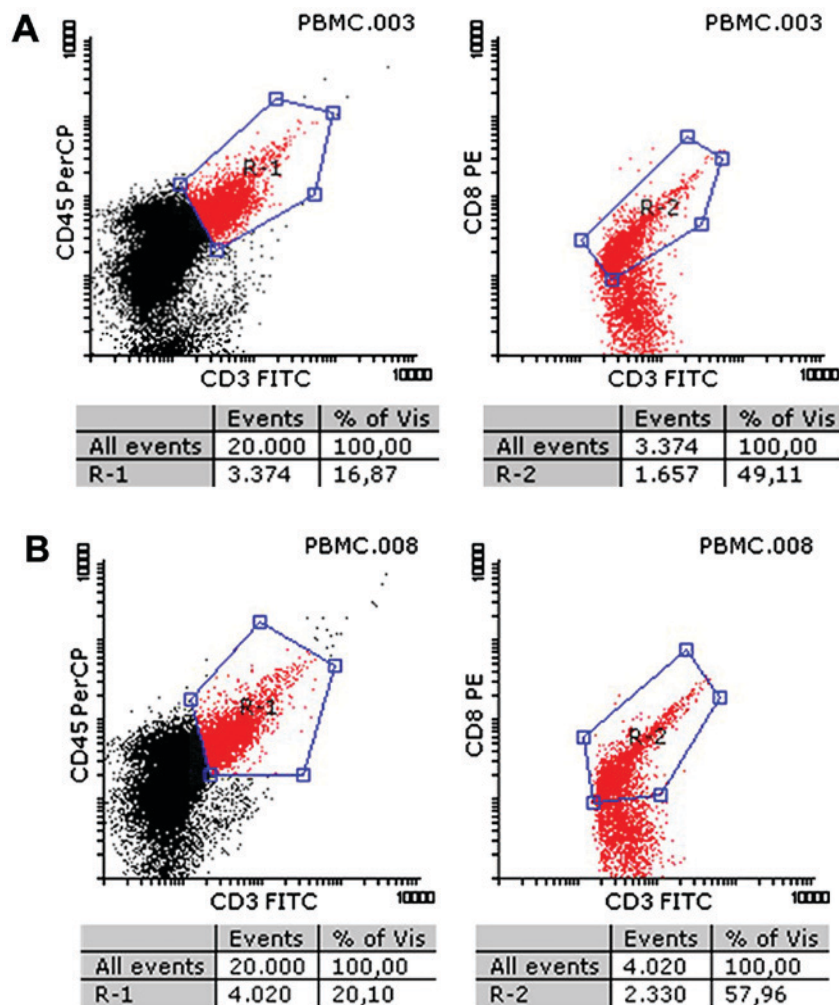 A
PBMC.003
CD45 PerCP
R-1
CD3 FITC
Events % of Vis
All events 20.000 100,00
R-1 3.374 16,87
PBMC.003
CD8 PE
R-2
CD3 FITC
Events % of Vis
All events 3.374 100,00
R-2 1.657 49,11
B
PBMC.008
CD45 PerCP
R-1
CD3 FITC
Events % of Vis
All events 20.000 100,00
R-1 4.020 20,10
PBMC.008
CD8 PE
R-2
CD3 FITC
Events % of Vis
All events 4.020 100,00
R-2 2.330 57,96